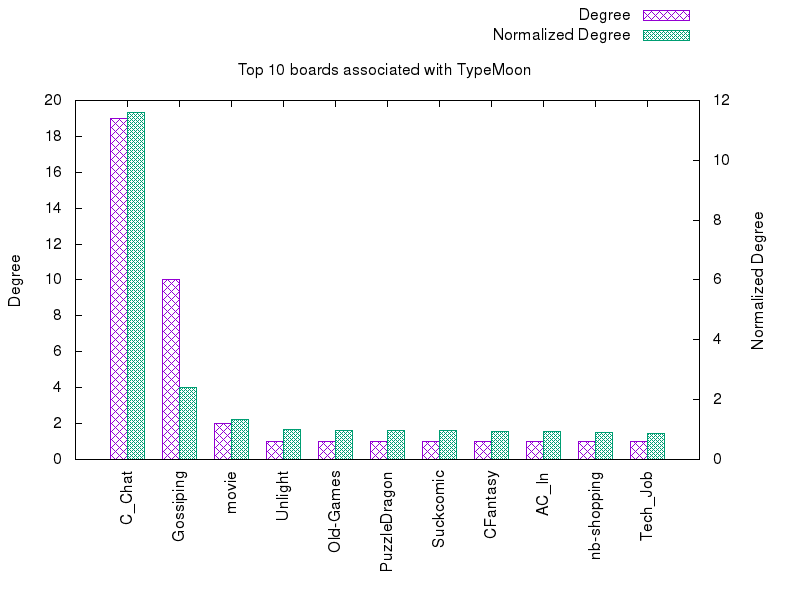 Degree
Normalized Degree
Top 10 boards associated with TypeMoon
20
18
16
14
12
10
8
6
4
2
0
12
10
8
6
4
2
0
Degree
Normalized Degree
C_Chat
Gossiping
movie
Unlight
Old-Games
PuzzleDragon
Suckcomic
CFantasy
AC_In
nb-shopping
Tech_Job